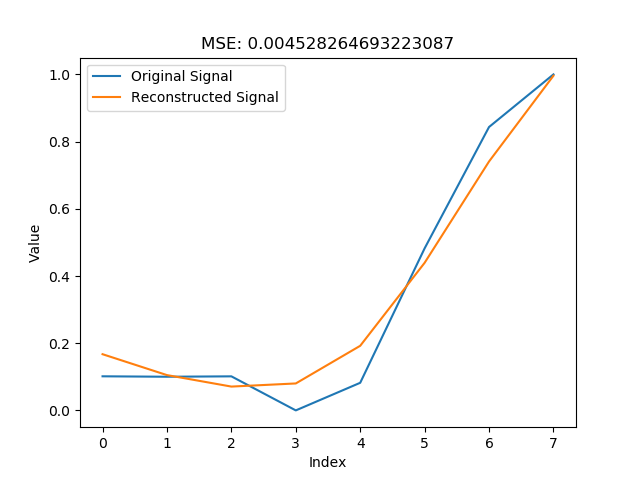 MSE: 0.004528264693223087
Original Signal
Reconstructed Signal
1.0
0.8
0.6
0.4
0.2
0.0
Value
0 1 2 3 4 5 6 7
Index